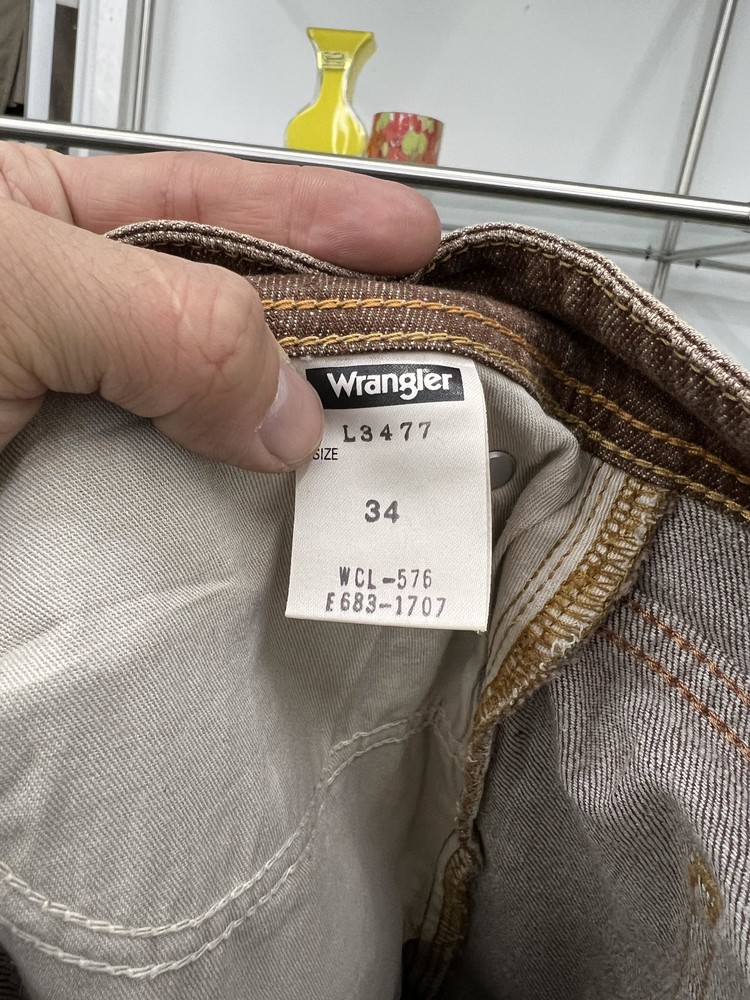 Wrangler
L3477
SIZE
34
WCL-576
E683-1707